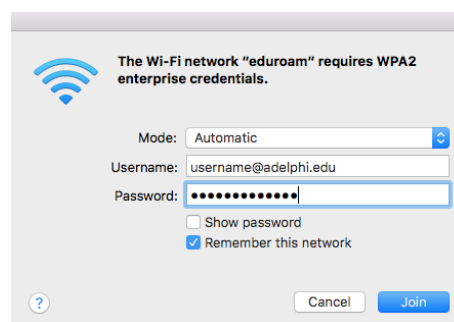 The Wi-Fi network “eduroam” requires WPA2
enterprise credentials.
Mode: Automatic
Username: username@adelphi.edu
Password: •••••••••••••
Show password
Remember this network
? Cancel Join